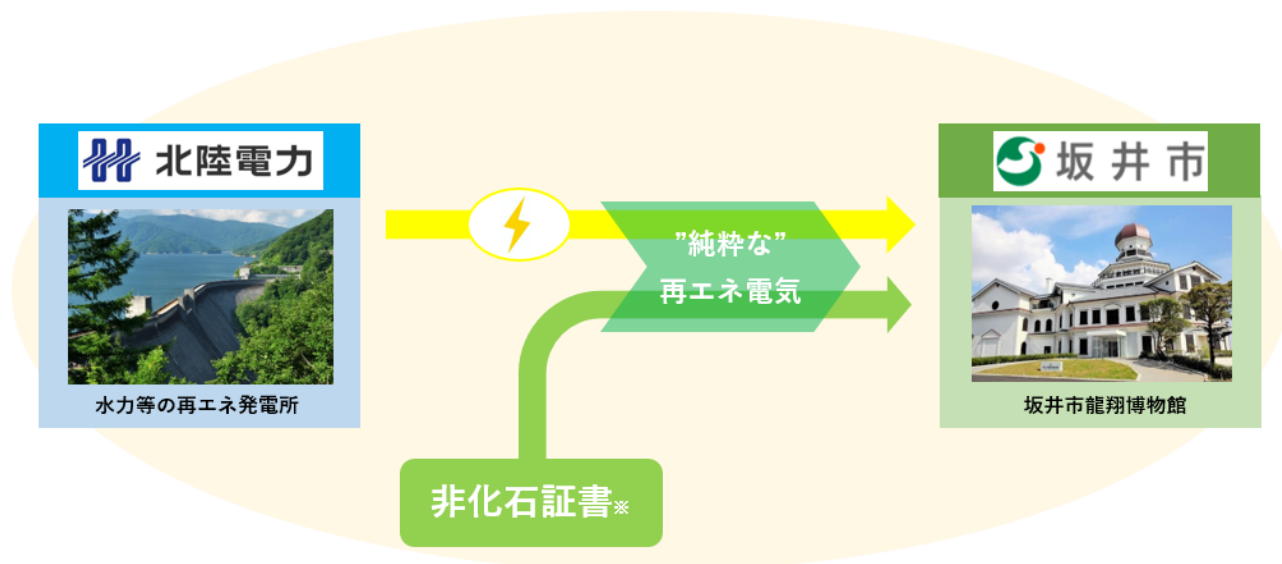 北陸電力
水力等の再エネ発電所
”純粋な”
再エネ電気
非化石証書※
坂井市
坂井市龍翔博物館